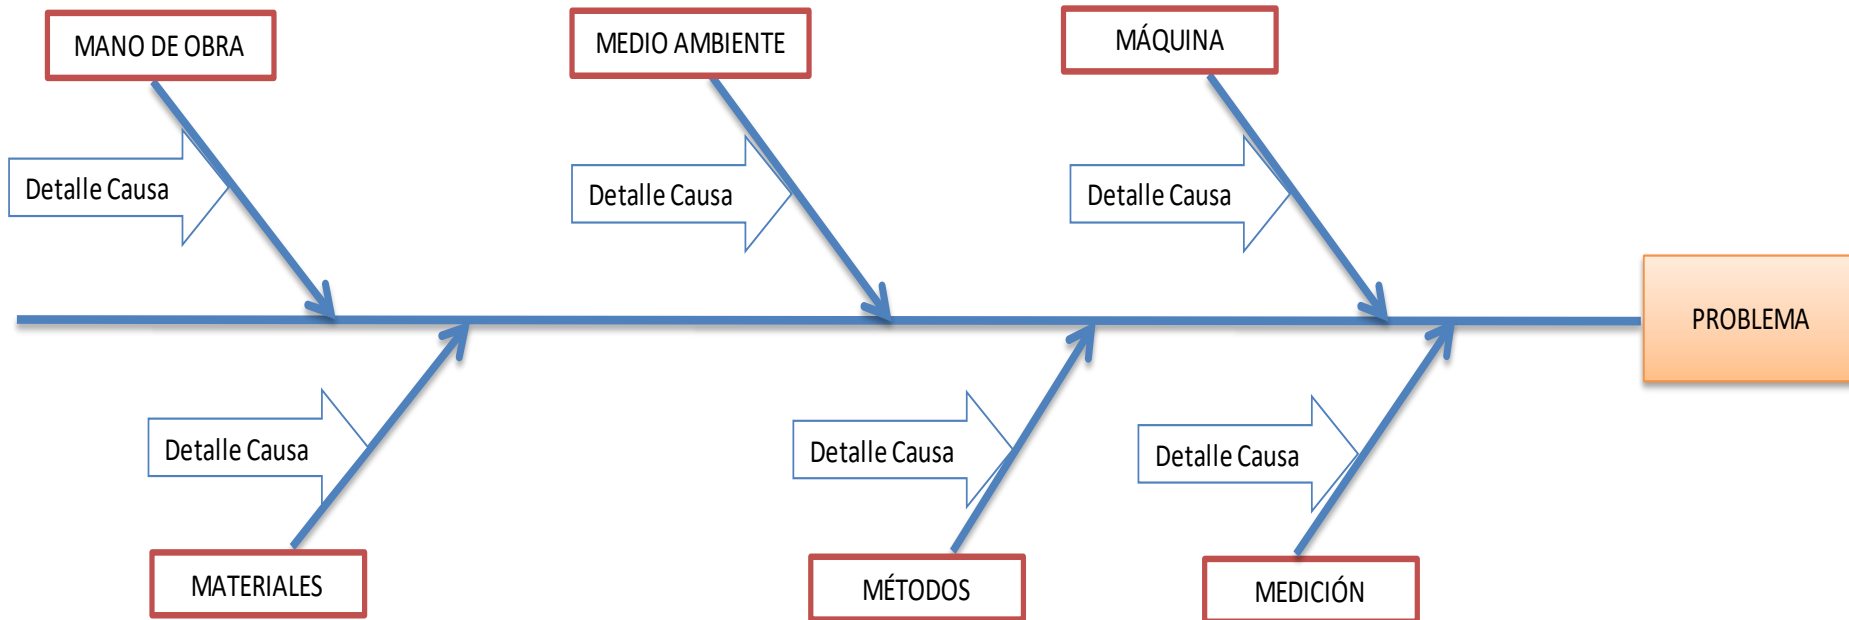 MANO DE OBRA
MEDIO AMBIENTE
MÁQUINA
Detalle Causa
Detalle Causa
Detalle Causa
PROBLEMA
Detalle Causa
Detalle Causa
Detalle Causa
MATERIALES
MÉTODOS
MEDICIÓN